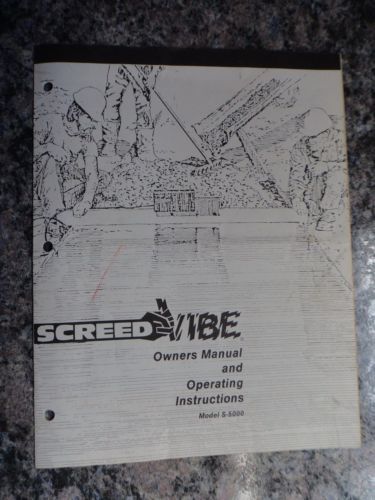 SCREED VIBE
Owners Manual
and
Operating
Instructions
Model S-5000